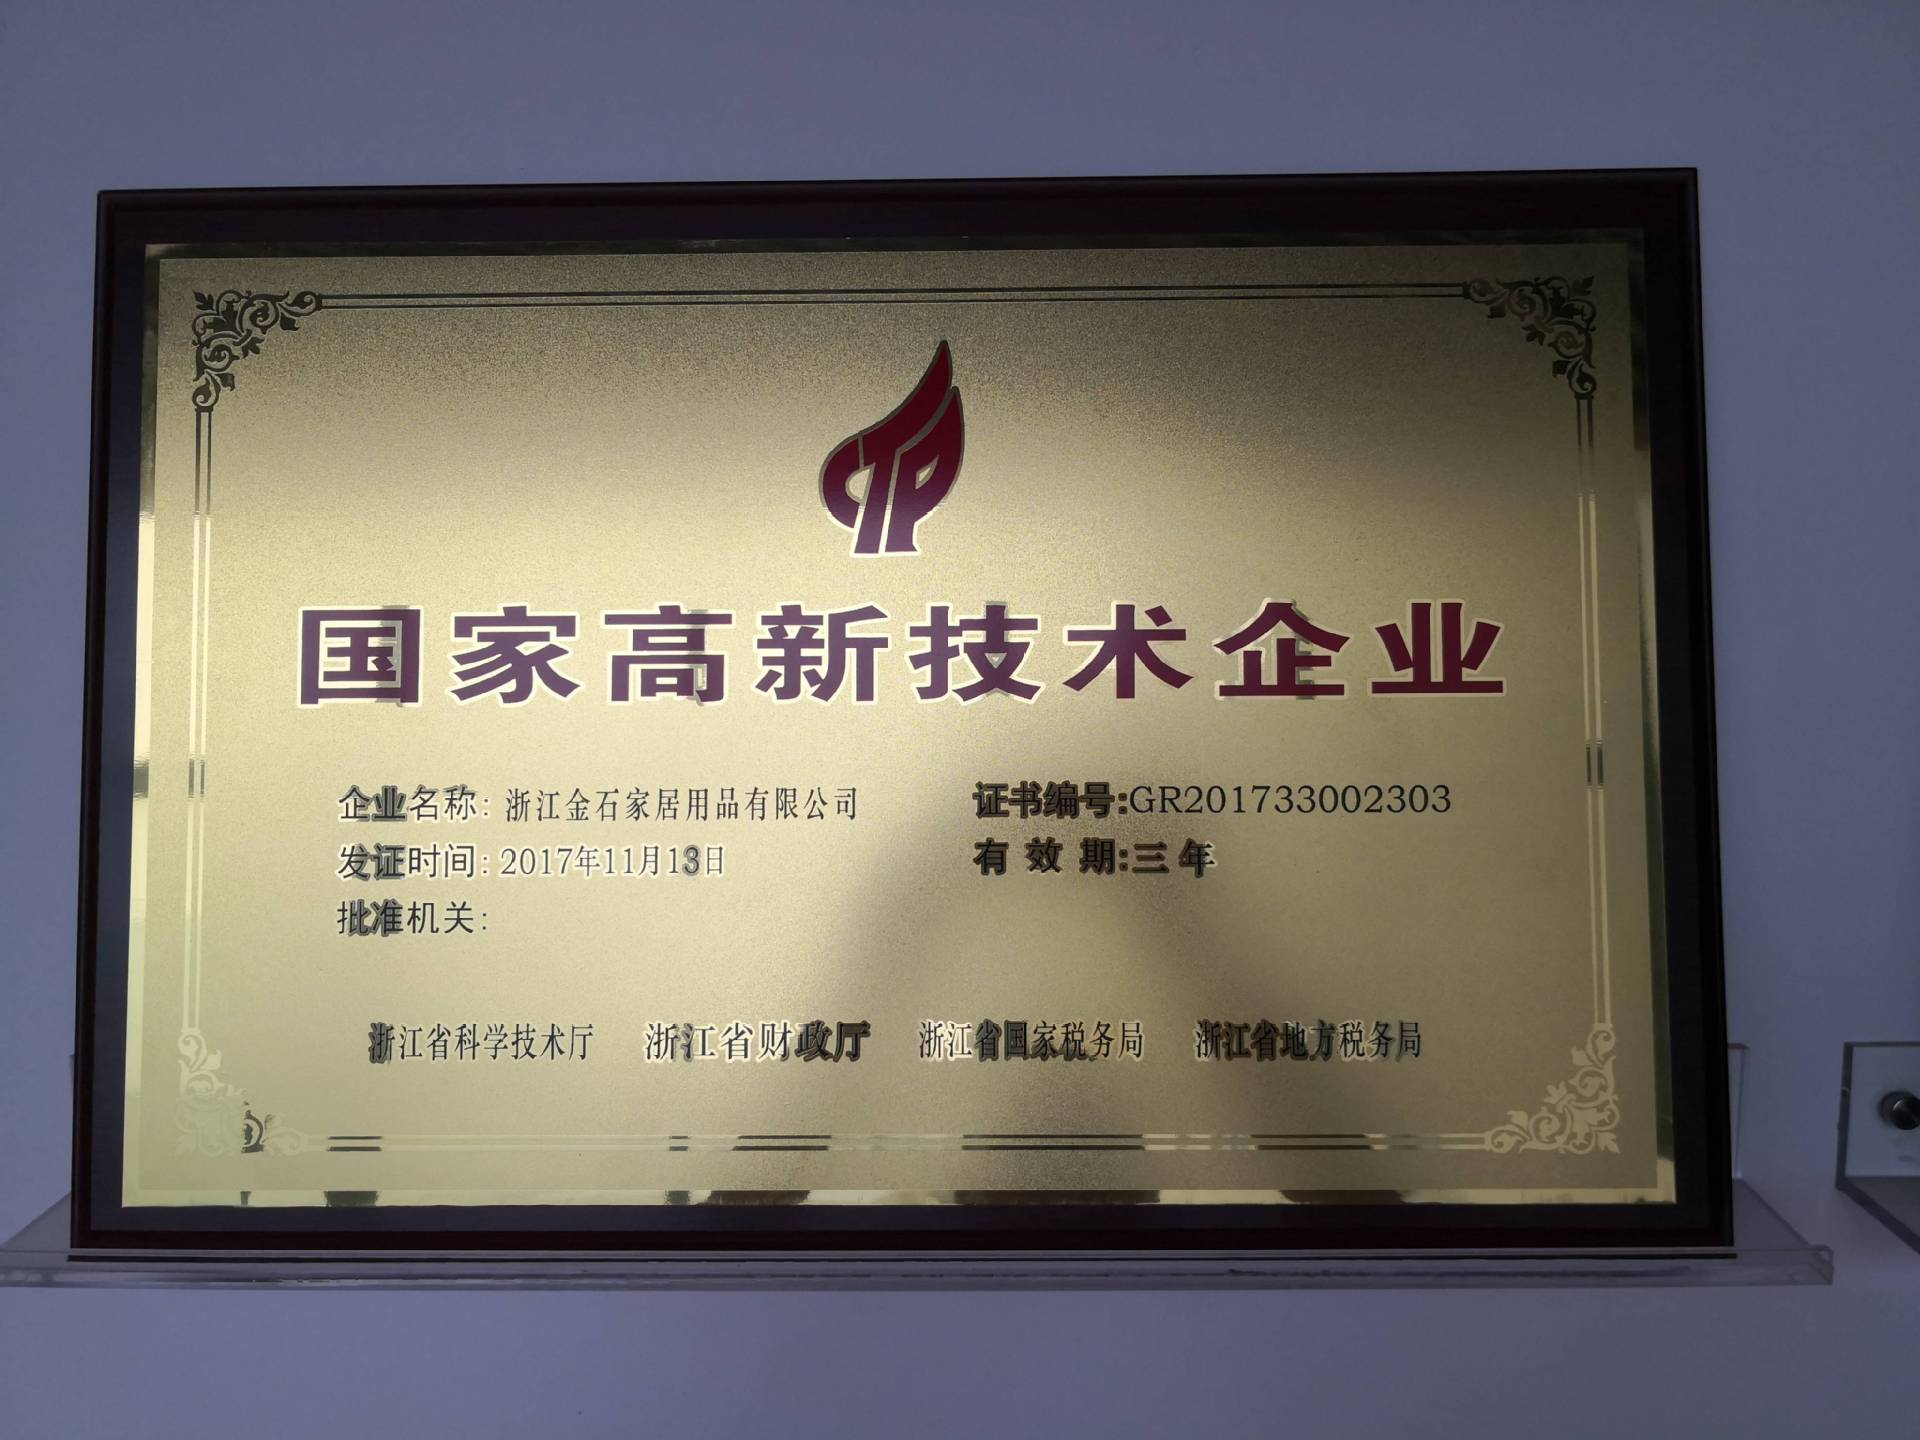 CTP
国家高新技术企业
企业名称: 浙江金石家居用品有限公司 证书编号:GR201733002303
发证时间: 2017年11月13日 有 效 期:三 年
批准机关:
浙江省科学技术厅 浙江省财政厅 浙江省国家税务局 浙江省地方税务局